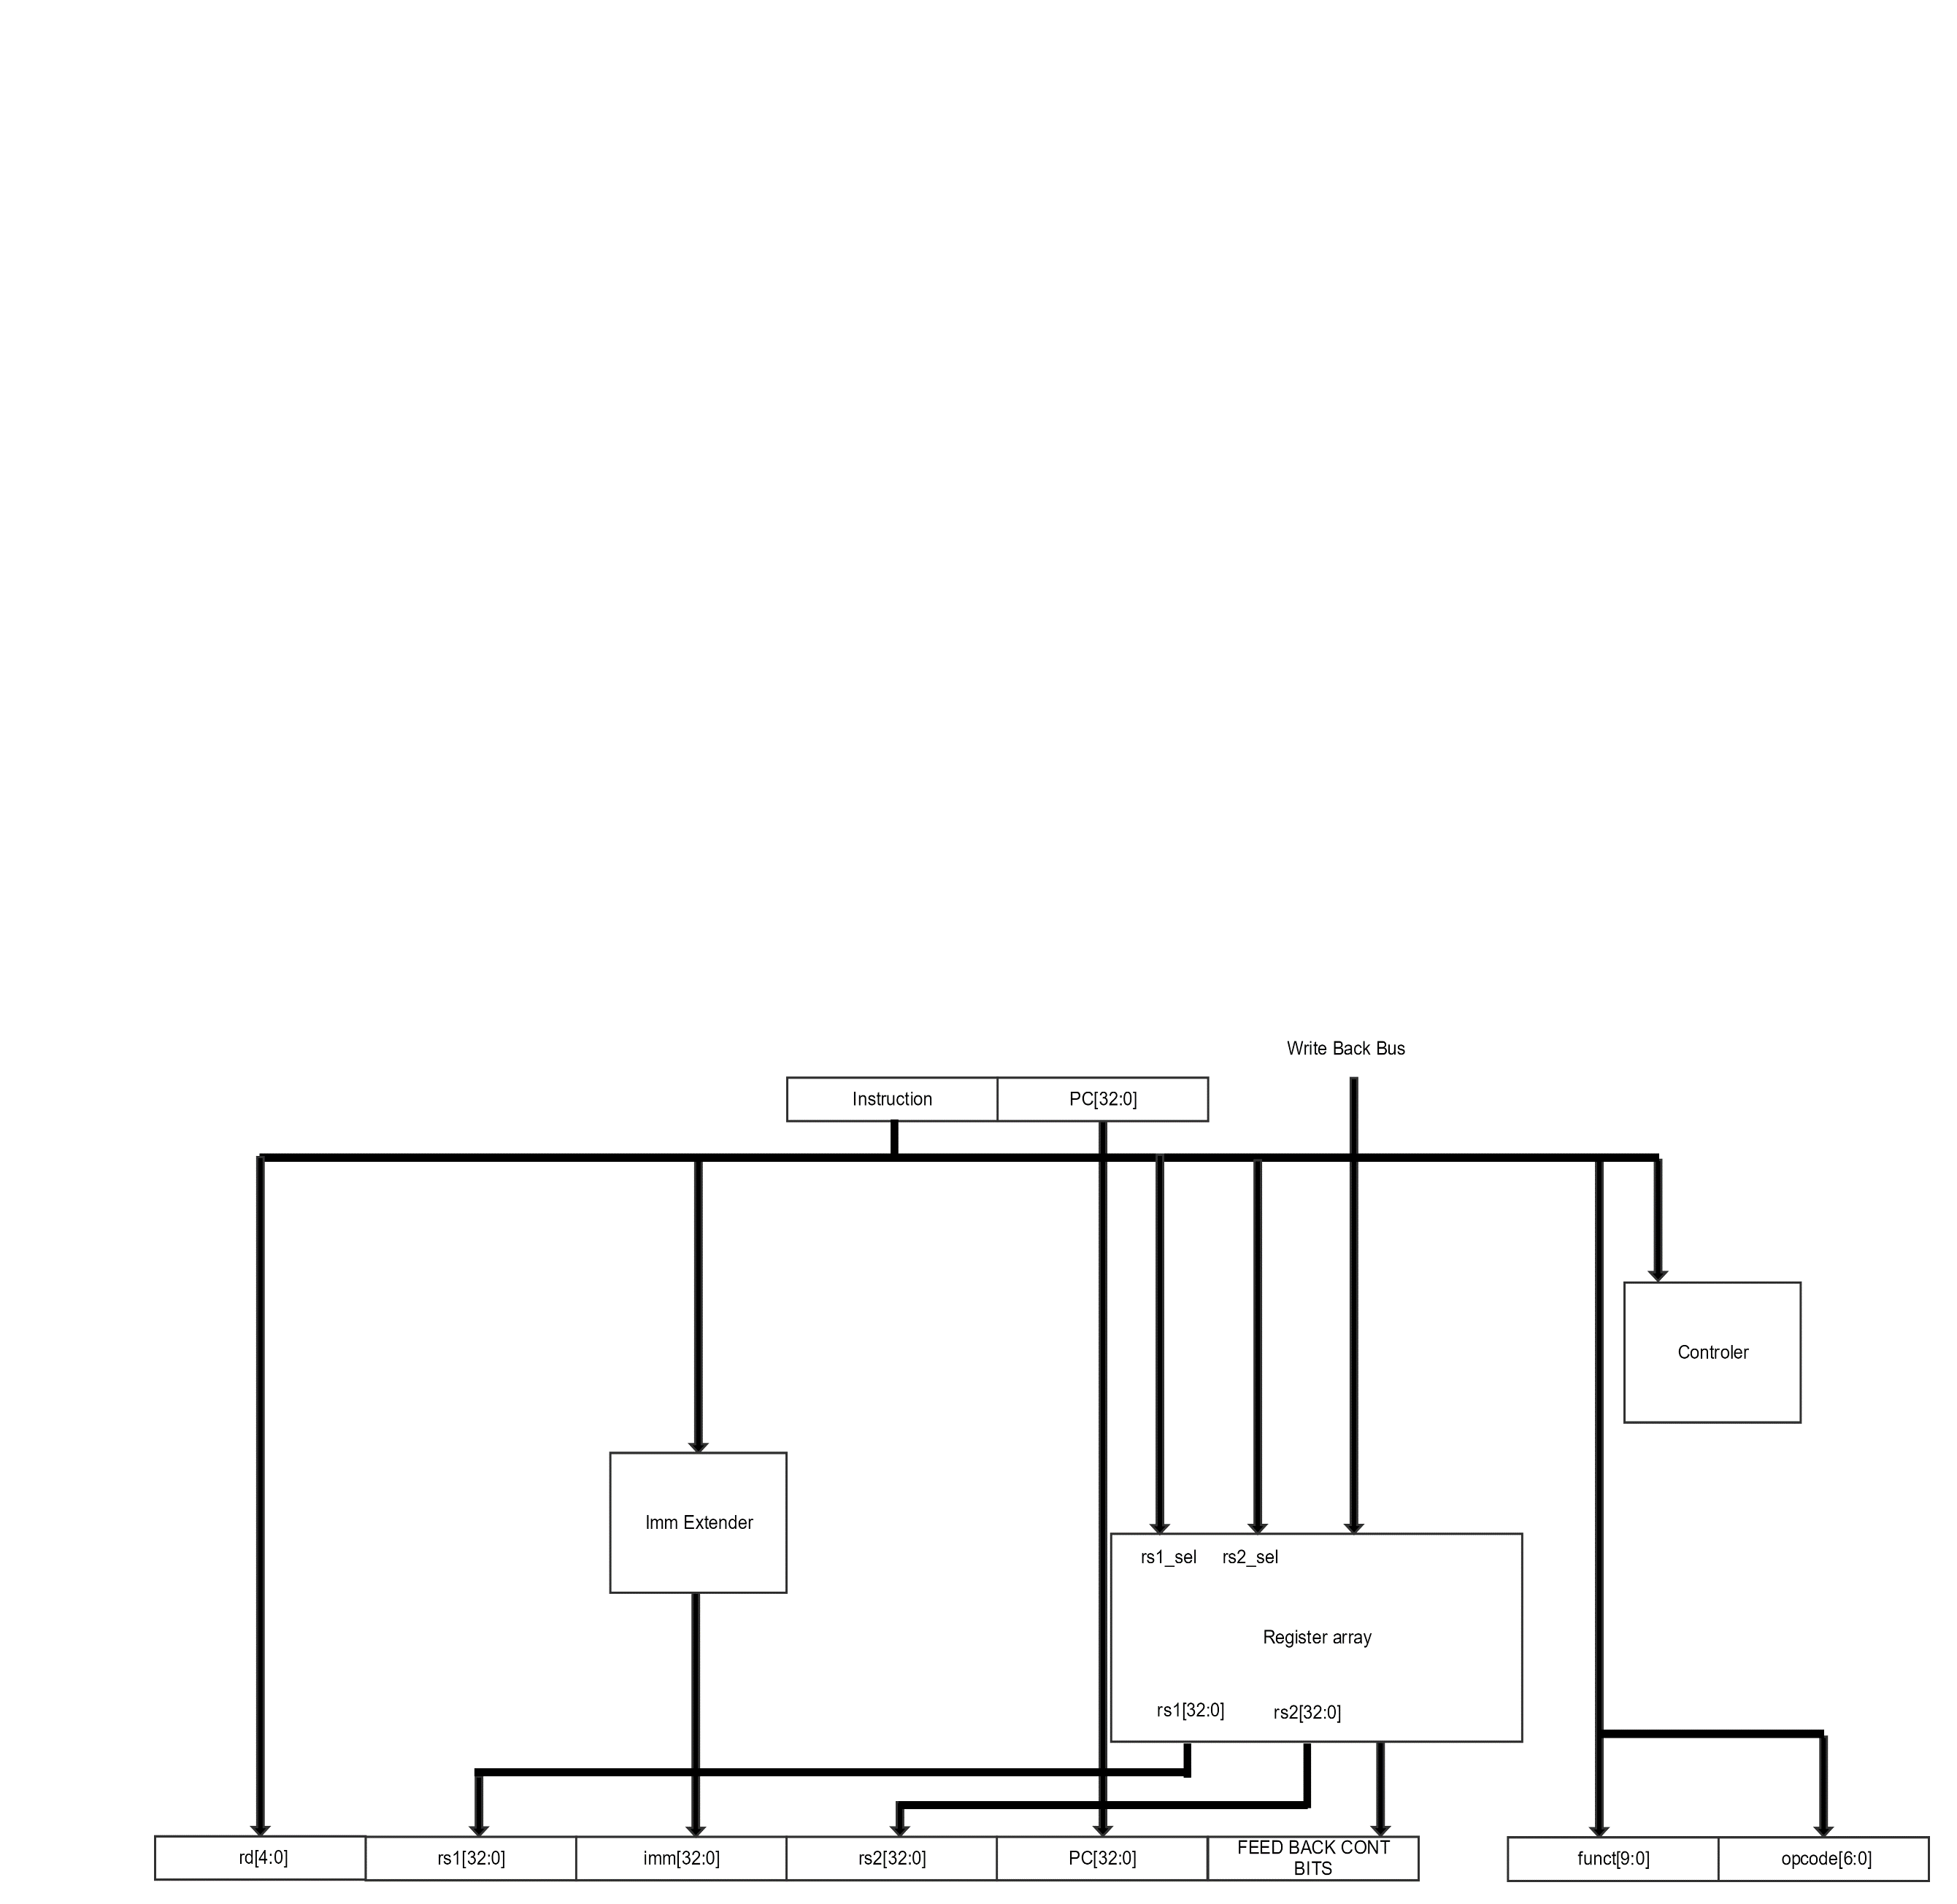 Write Back Bus
Instruction
PC[32:0]
Controler
Imm Extender
rs1_sel
rs2_sel
Register array
rs1[32:0]
rs2[32:0]
rd[4:0]
rs1[32:0]
imm[32:0]
rs2[32:0]
PC[32:0]
FEED BACK CONT
BITS
funct[9:0]
opcode[6:0]